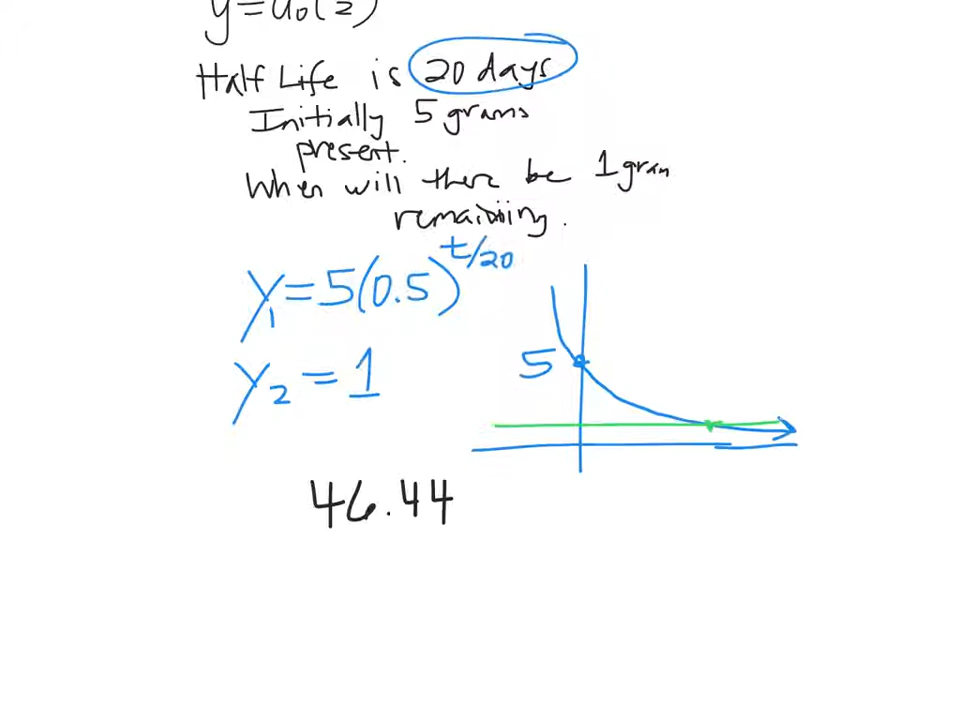 Half Life is 20 days
Initially 5 grams
present.
When will there be 1 gram
remaining.
y₁=5(0.5)^t/20
5
y₂=1
46.44